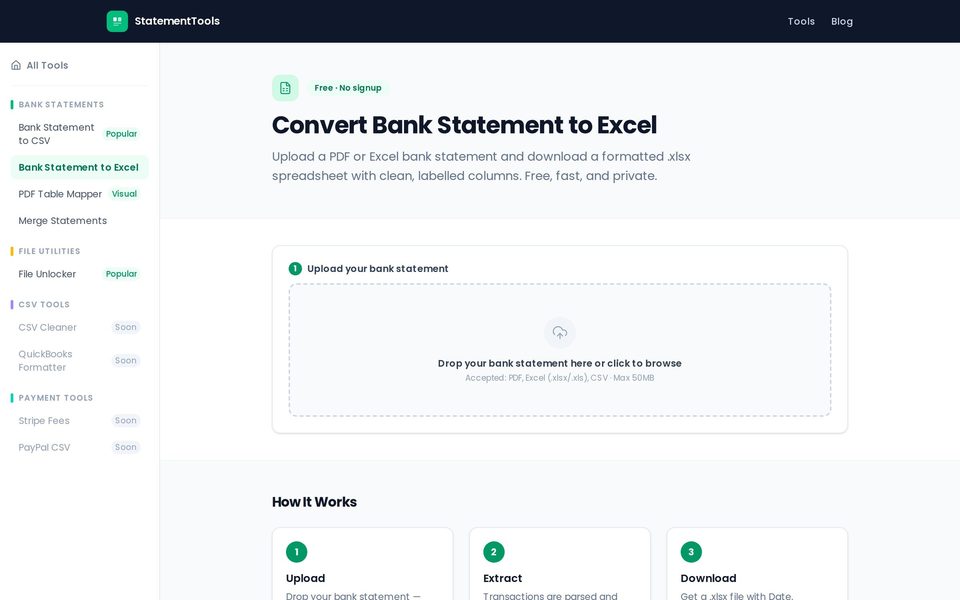 StatementTools
Tools
Blog
All Tools
BANK STATEMENTS
Bank Statement
to CSV
Popular
Bank Statement to Excel
PDF Table Mapper
Visual
Merge Statements
FILE UTILITIES
File Unlocker
Popular
CSV TOOLS
CSV Cleaner
Soon
QuickBooks
Formatter
Soon
PAYMENT TOOLS
Stripe Fees
Soon
PayPal CSV
Soon
Free · No signup
Convert Bank Statement to Excel
Upload a PDF or Excel bank statement and download a formatted .xlsx
spreadsheet with clean, labelled columns. Free, fast, and private.
1 Upload your bank statement
Drop your bank statement here or click to browse
Accepted: PDF, Excel (.xlsx/.xls), CSV · Max 50MB
How It Works
1
Upload
Drop your bank statement —
2
Extract
Transactions are parsed and
3
Download
Get a .xlsx file with Date,